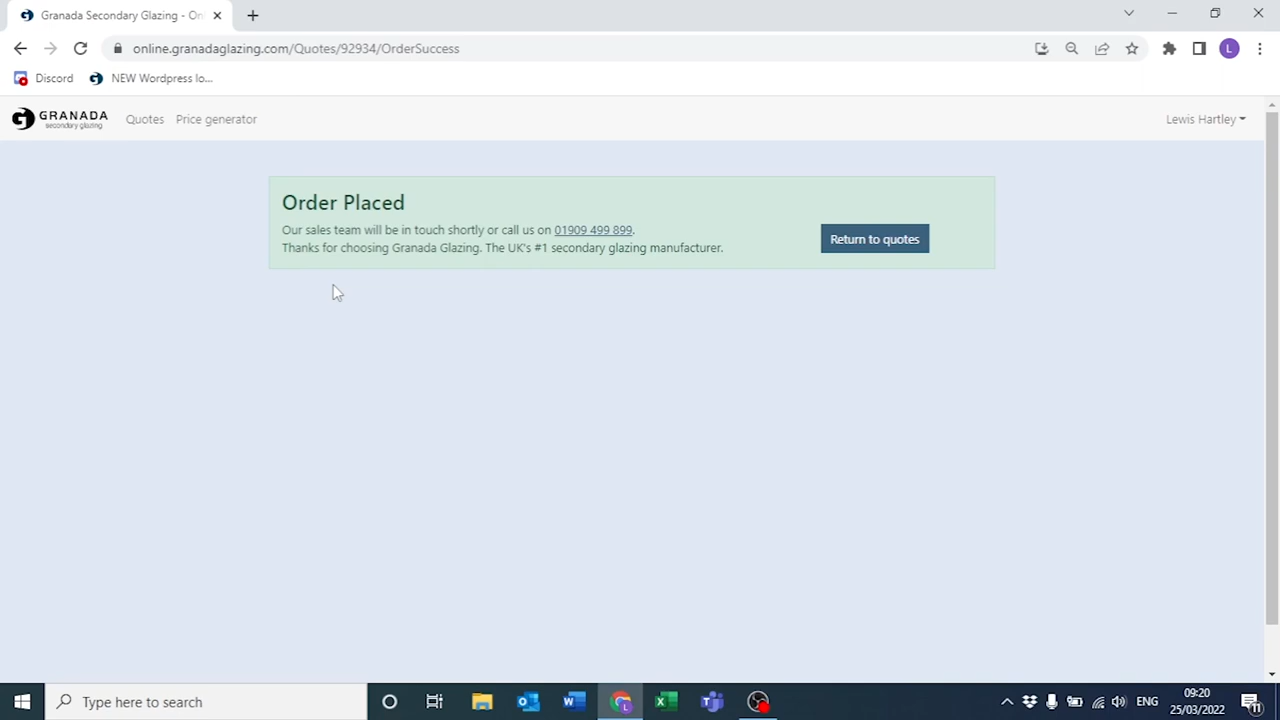 Granada Secondary Glazing - On
online.granadaglazing.com/Quotes/92934/OrderSuccess
L
Discord
NEW Wordpress lo...
GRANADA
secondary glazing
Quotes
Price generator
Lewis Hartley
Order Placed
Our sales team will be in touch shortly or call us on 01909 499 899.
Thanks for choosing Granada Glazing. The UK's #1 secondary glazing manufacturer.
Return to quotes
Type here to search
ENG
09:20
25/03/2022
11